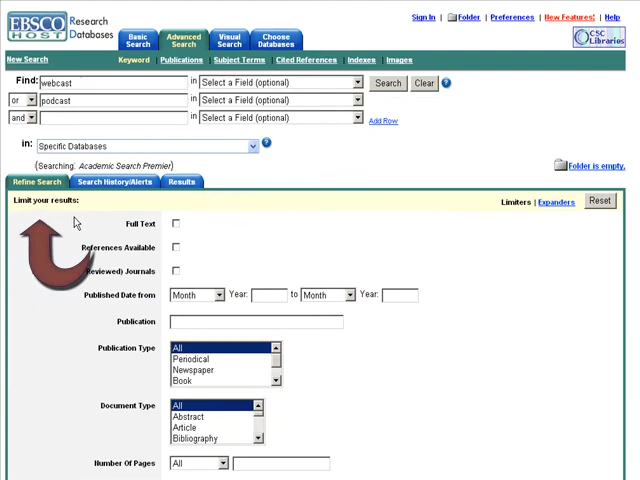 EBSCO HOST Research Databases
Basic Search
Advanced Search
Visual Search
Choose Databases
Sign In | Folder | Preferences | New Features! | Help
CSC Libraries
New Search
Keyword | Publications | Subject Terms | Cited References | Indexes | Images
Find: webcast in Select a Field (optional) Search Clear
or podcast in Select a Field (optional)
and in Select a Field (optional) Add Row
in: Specific Databases
(Searching: Academic Search Premier)
Folder is empty.
Refine Search Search History/Alerts Results
Limit your results: Limiters | Expanders Reset
Full Text
References Available
Reviewed) Journals
Published Date from Month Year: to Month Year:
Publication
Publication Type All
Periodical
Newspaper
Book
Document Type All
Abstract
Article
Bibliography
Number Of Pages All